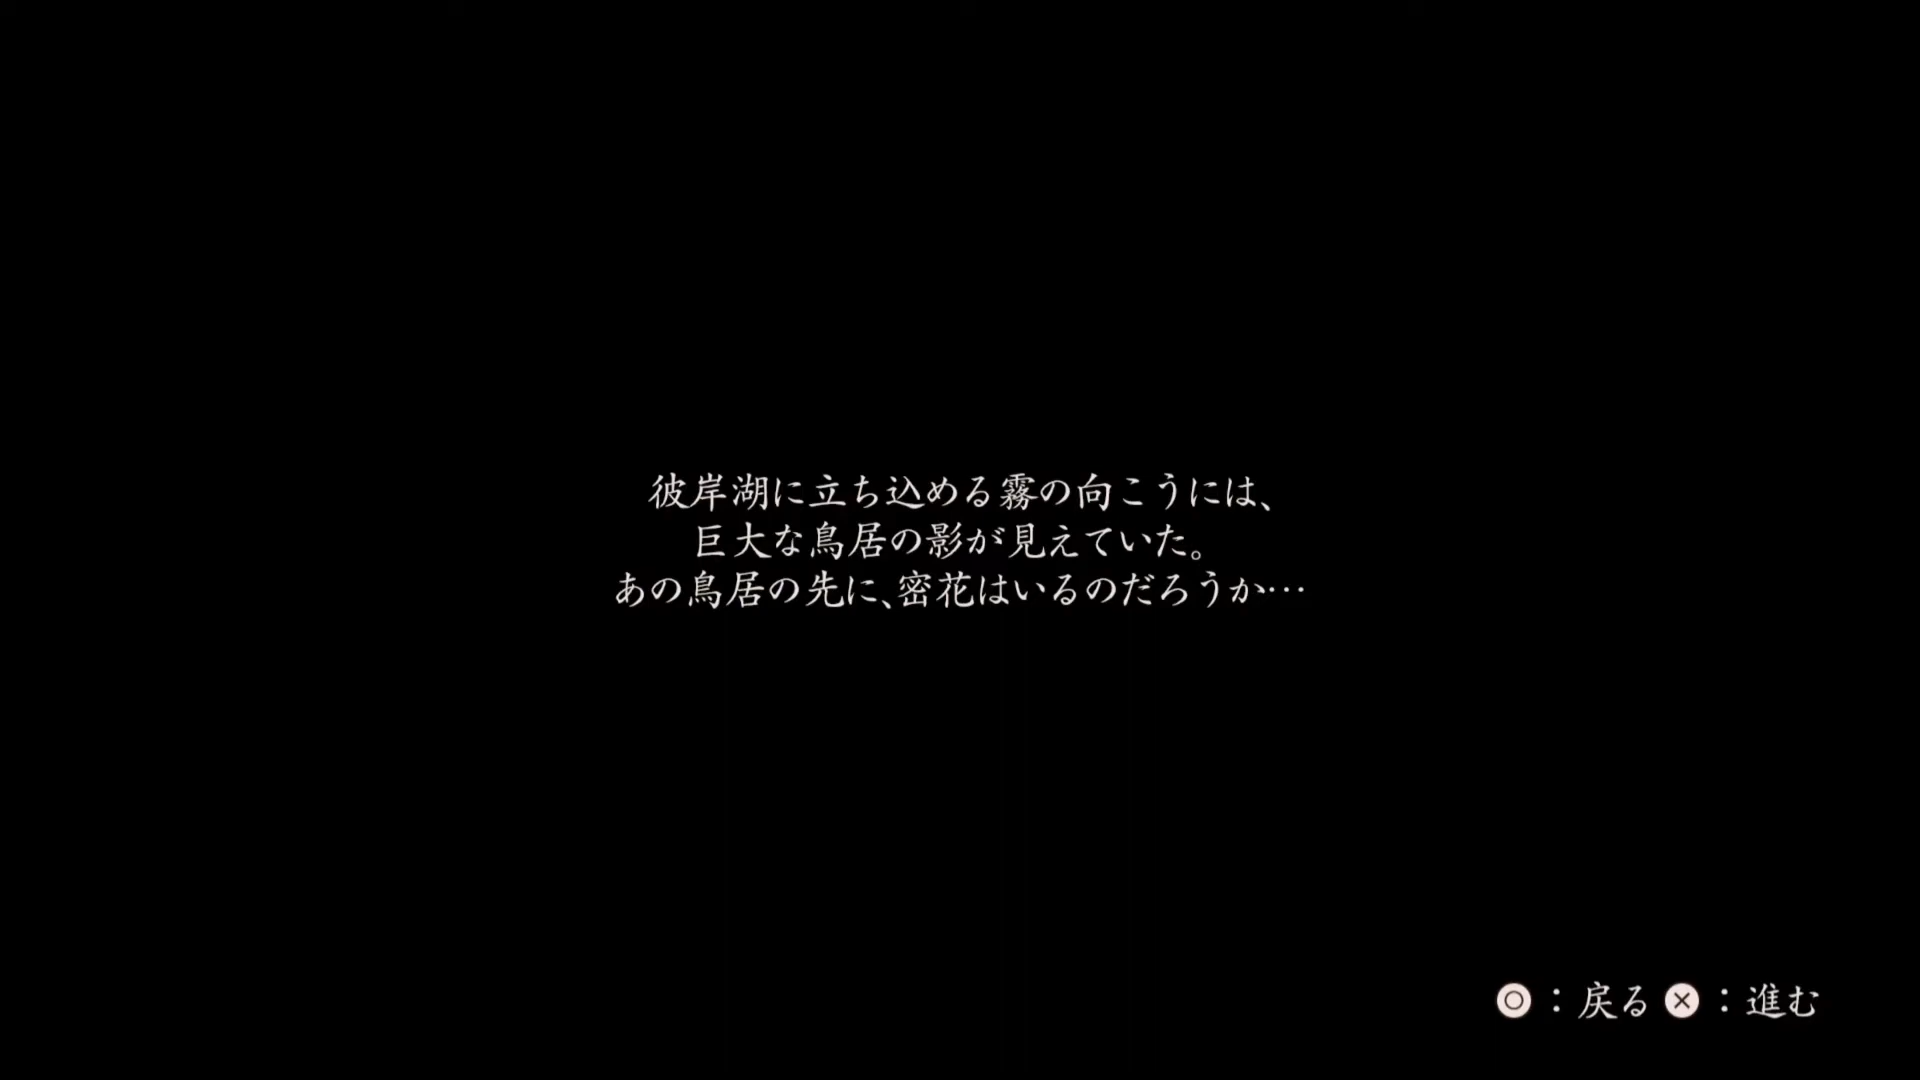 彼岸湖に立ち込める霧の向こうには、
巨大な鳥居の影が見えていた。
あの鳥居の先に、密花はいるのだろうか…
○：戻る ×：進む